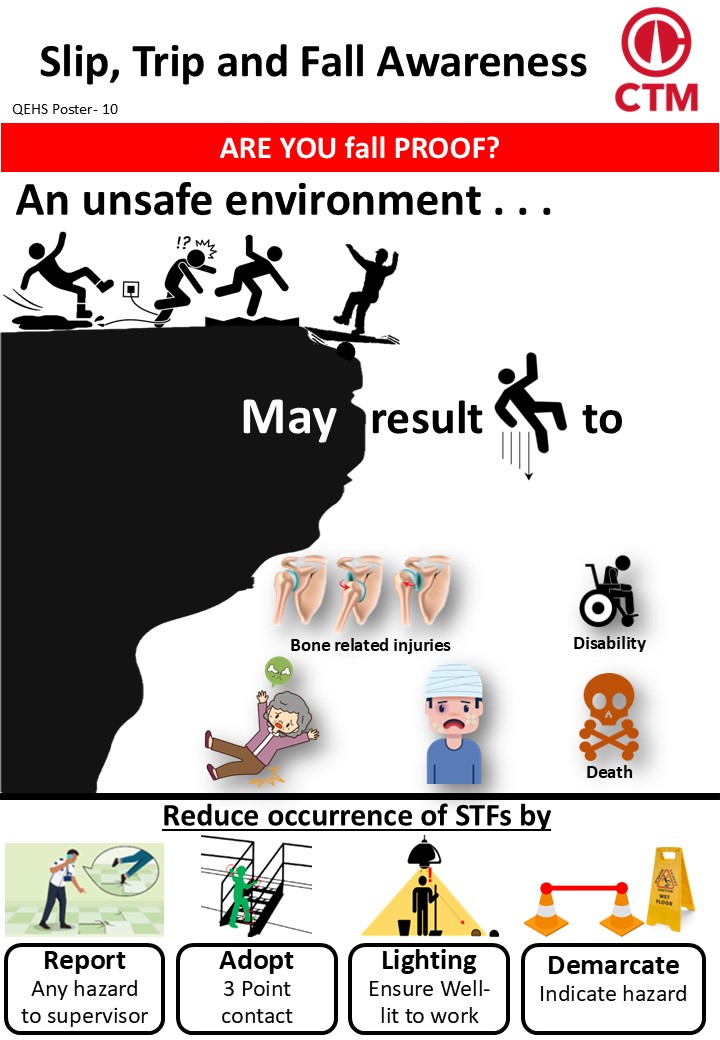 Slip, Trip and Fall Awareness
CTM
QEHS Poster- 10
ARE YOU fall PROOF?
An unsafe environment . . .
!?
May result to
Bone related injuries
Disability
Death
Reduce occurrence of STFs by
!
WET
FLOOR
Report
Any hazard
to supervisor
Adopt
3 Point
contact
Lighting
Ensure Well-
lit to work
Demarcate
Indicate hazard